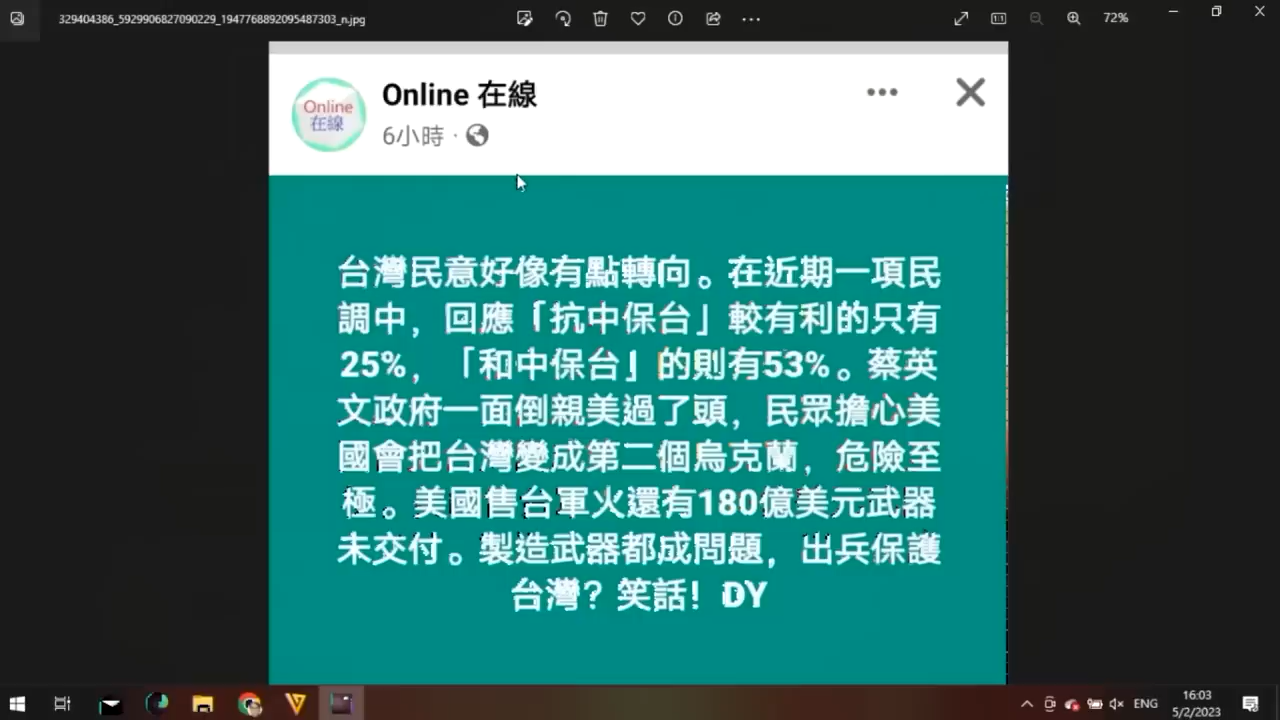 329404386_5929906827090229_1947768892095487303_n.jpg
72%
Online 在線
Online
在線
6小時 ·
台灣民意好像有點轉向。在近期一項民
調中，回應「抗中保台」較有利的只有
25%，「和中保台」的則有53%。蔡英
文政府一面倒親美過了頭，民眾擔心美
國會把台灣變成第二個烏克蘭，危險至
極。美國售台軍火還有180億美元武器
未交付。製造武器都成問題，出兵保護
台灣？笑話！DY
ENG
16:03
5/2/2023